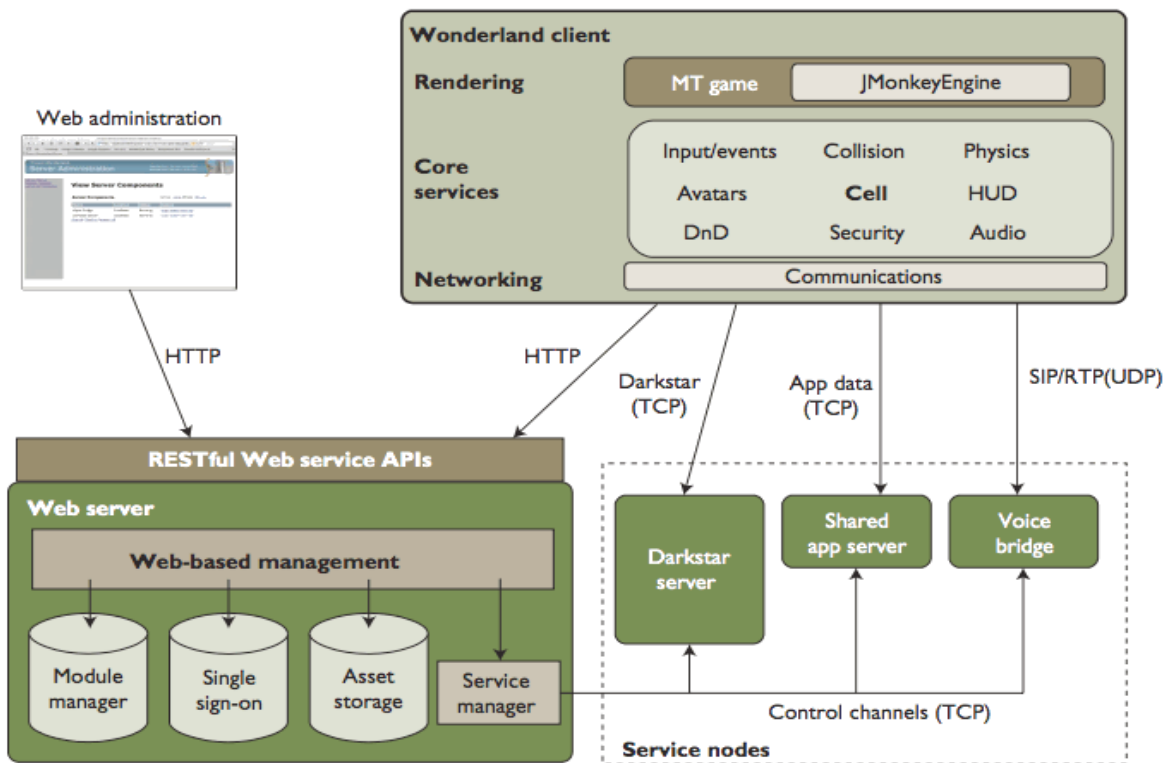 Wonderland client
Rendering
MT game
JMonkeyEngine
Core
services
Input/events
Collision
Physics
Avatars
Cell
HUD
DnD
Security
Audio
Networking
Communications
Web administration
Server Administration
View Server Components
HTTP
HTTP
Darkstar
(TCP)
App data
(TCP)
SIP/RTP(UDP)
RESTful Web service APIs
Web server
Web-based management
Module
manager
Single
sign-on
Asset
storage
Service
manager
Darkstar
server
Shared
app server
Voice
bridge
Control channels (TCP)
Service nodes